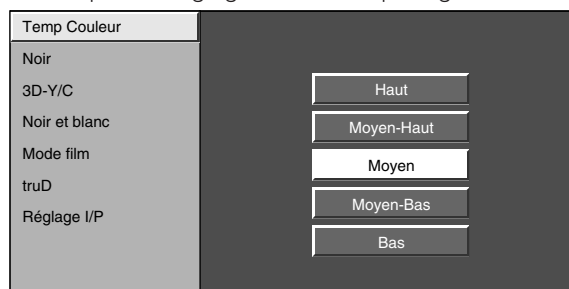 Temp Couleur
Noir
3D-Y/C
Noir et blanc
Mode film
truD
Réglage I/P
Haut
Moyen-Haut
Moyen
Moyen-Bas
Bas